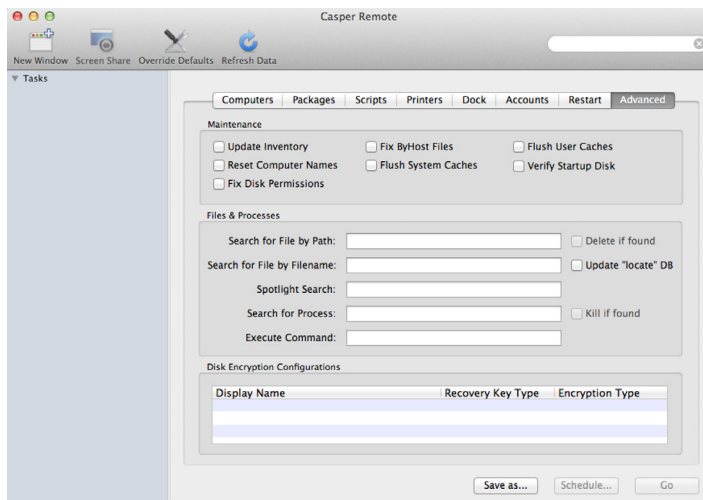 Casper Remote
New Window Screen Share Override Defaults Refresh Data
Tasks
Computers Packages Scripts Printers Dock Accounts Restart Advanced
Maintenance
Update Inventory Fix ByHost Files Flush User Caches
Reset Computer Names Flush System Caches Verify Startup Disk
Fix Disk Permissions
Files & Processes
Search for File by Path: Delete if found
Search for File by Filename: Update "locate" DB
Spotlight Search:
Search for Process: Kill if found
Execute Command:
Disk Encryption Configurations
Display Name Recovery Key Type Encryption Type
Save as... Schedule... Go